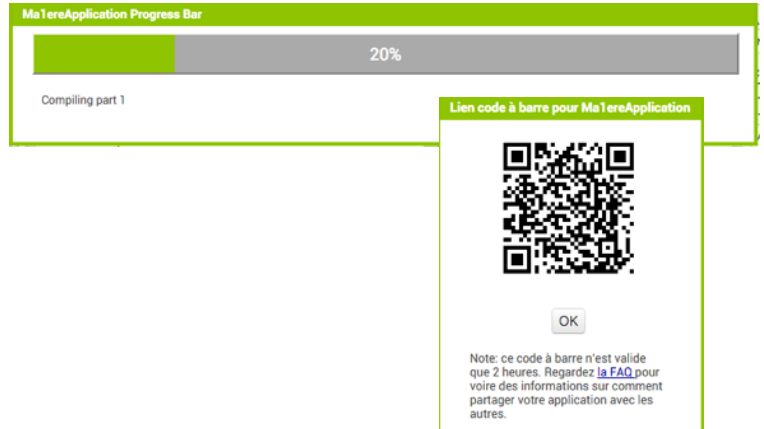 Ma1ereApplication Progress Bar
20%
Compiling part 1
Lien code à barre pour Ma1ereApplication
OK
Note: ce code à barre n'est valide
que 2 heures. Regardez la FAQ pour
voire des informations sur comment
partager votre application avec les
autres.